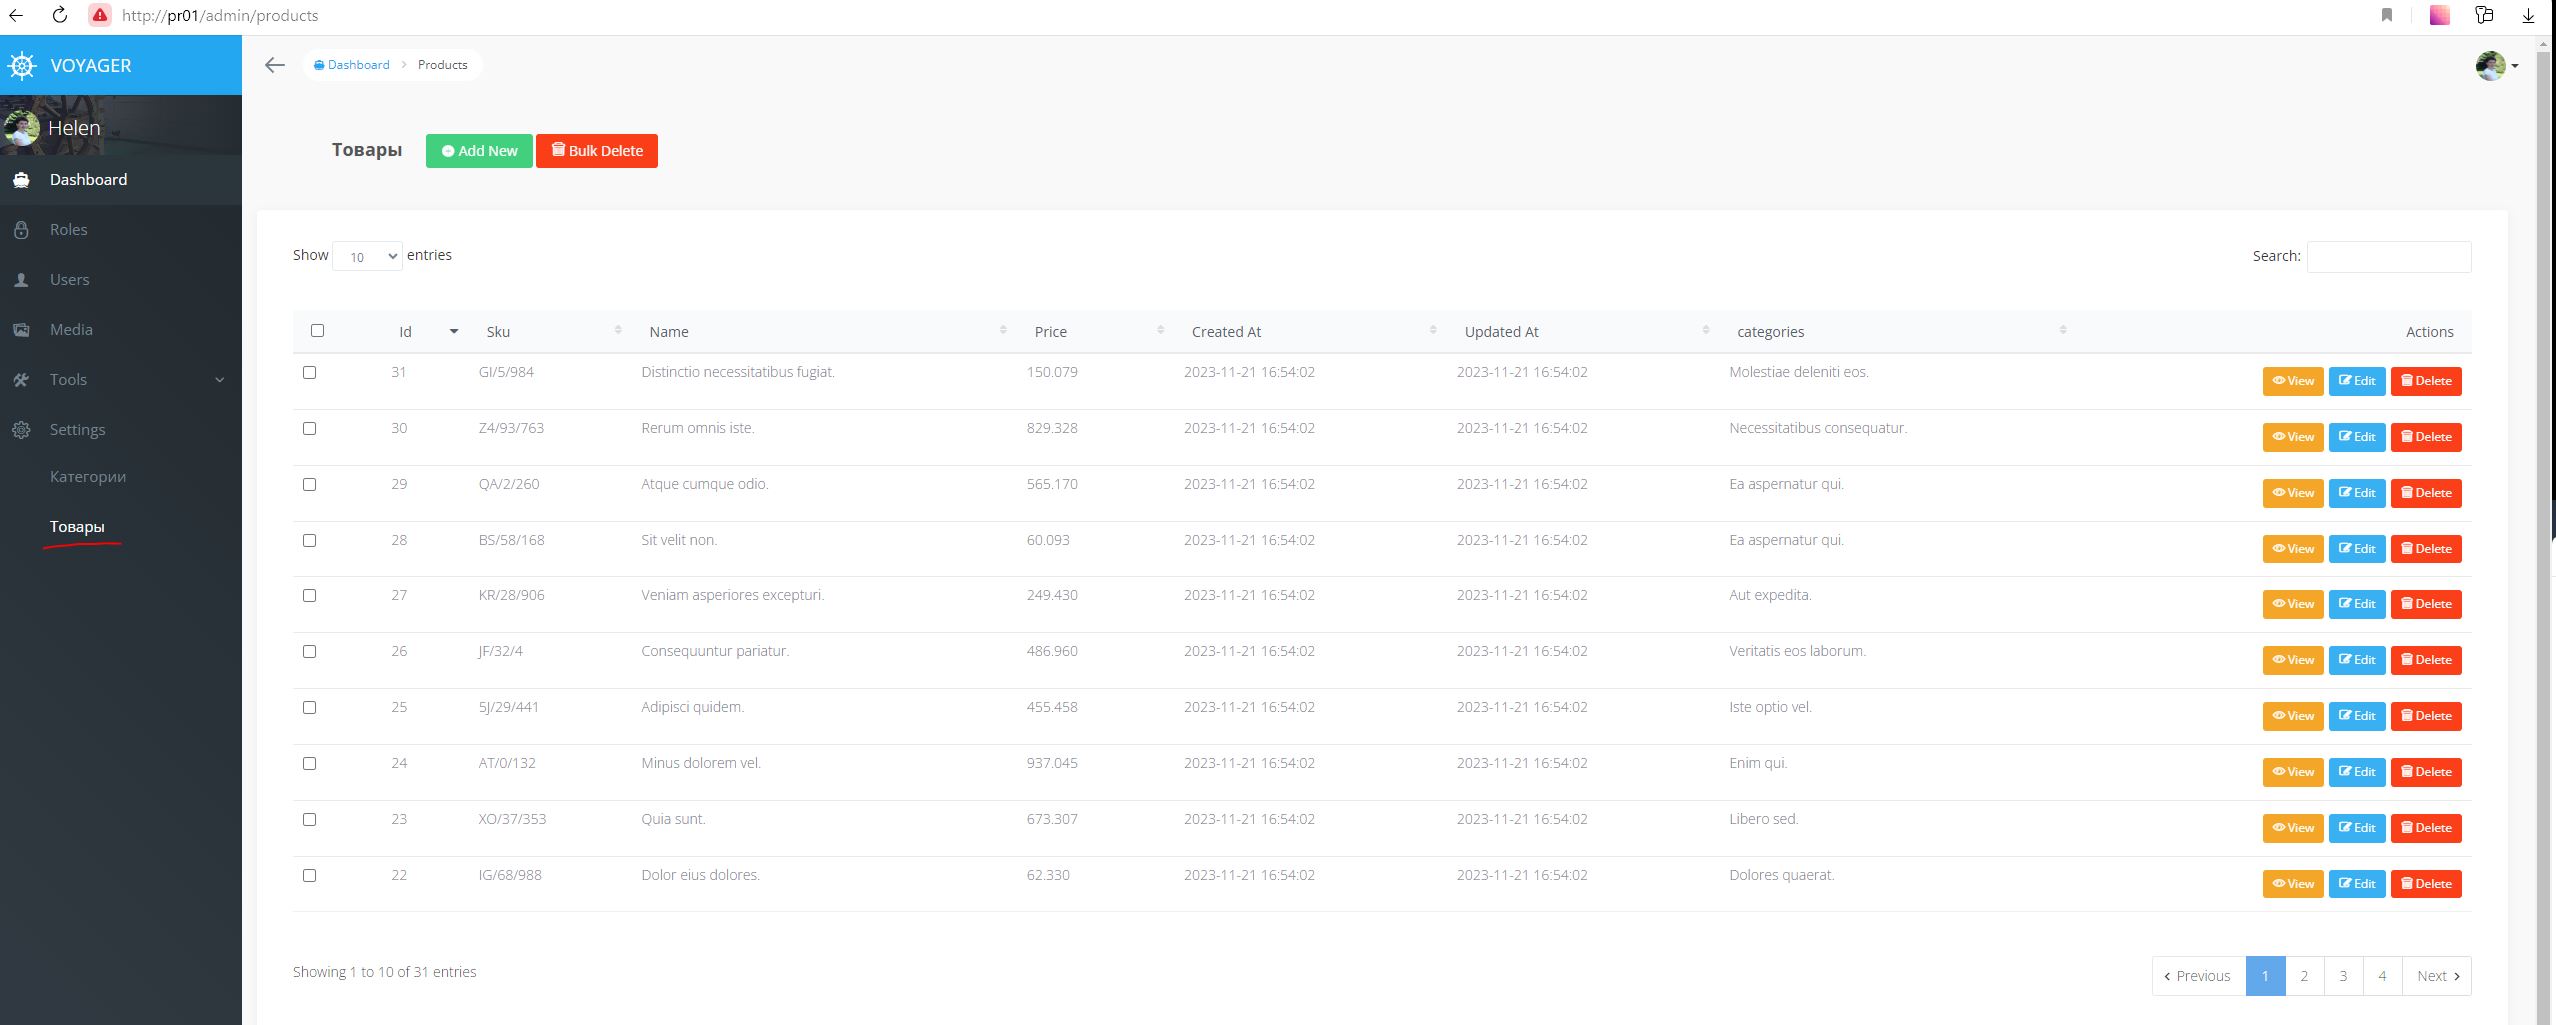 http://pr01/admin/products
VOYAGER
Dashboard > Products
Helen
Dashboard
Roles
Users
Media
Tools
Settings
Категории
Товары
Товары Add New Bulk Delete
Show 10 entries Search:
Id Sku Name Price Created At Updated At categories Actions
31 GI/5/984 Distinctio necessitatibus fugiat. 150.079 2023-11-21 16:54:02 2023-11-21 16:54:02 Molestiae deleniti eos. View Edit Delete
30 Z4/93/763 Rerum omnis iste. 829.328 2023-11-21 16:54:02 2023-11-21 16:54:02 Necessitatibus consequatur. View Edit Delete
29 QA/2/260 Atque cumque odio. 565.170 2023-11-21 16:54:02 2023-11-21 16:54:02 Ea aspernatur qui. View Edit Delete
28 BS/58/168 Sit velit non. 60.093 2023-11-21 16:54:02 2023-11-21 16:54:02 Ea aspernatur qui. View Edit Delete
27 KR/28/906 Veniam asperiores excepturi. 249.430 2023-11-21 16:54:02 2023-11-21 16:54:02 Aut expedita. View Edit Delete
26 JF/32/4 Consequuntur pariatur. 486.960 2023-11-21 16:54:02 2023-11-21 16:54:02 Veritatis eos laborum. View Edit Delete
25 5J/29/441 Adipisci quidem. 455.458 2023-11-21 16:54:02 2023-11-21 16:54:02 Iste optio vel. View Edit Delete
24 AT/0/132 Minus dolorem vel. 937.045 2023-11-21 16:54:02 2023-11-21 16:54:02 Enim qui. View Edit Delete
23 XO/37/353 Quia sunt. 673.307 2023-11-21 16:54:02 2023-11-21 16:54:02 Libero sed. View Edit Delete
22 IG/68/988 Dolor eius dolores. 62.330 2023-11-21 16:54:02 2023-11-21 16:54:02 Dolores quaerat. View Edit Delete
Showing 1 to 10 of 31 entries ‹ Previous 1 2 3 4 Next ›